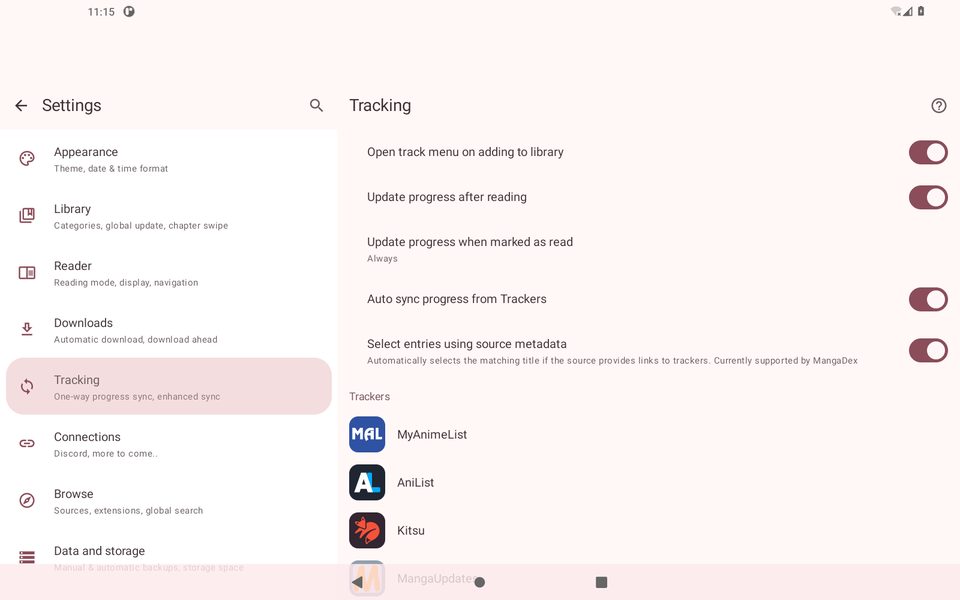 11:15
Settings
Tracking
Appearance
Theme, date & time format
Library
Categories, global update, chapter swipe
Reader
Reading mode, display, navigation
Downloads
Automatic download, download ahead
Tracking
One-way progress sync, enhanced sync
Connections
Discord, more to come..
Browse
Sources, extensions, global search
Data and storage
Manual & automatic backups, storage space
Open track menu on adding to library
Update progress after reading
Update progress when marked as read
Always
Auto sync progress from Trackers
Select entries using source metadata
Automatically selects the matching title if the source provides links to trackers. Currently supported by MangaDex
Trackers
MAL
MyAnimeList
AL
AniList
Kitsu
M
MangaUpdates